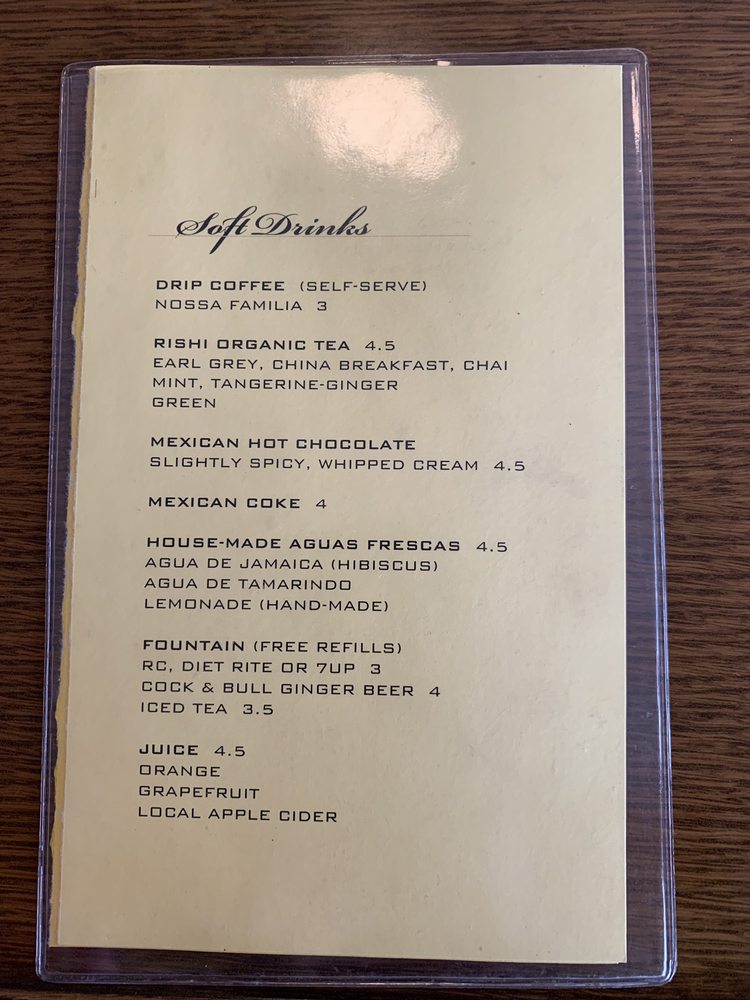 Soft Drinks
DRIP COFFEE (SELF-SERVE)
NOSSA FAMILIA 3
RISHI ORGANIC TEA 4.5
EARL GREY, CHINA BREAKFAST, CHAI
MINT, TANGERINE-GINGER
GREEN
MEXICAN HOT CHOCOLATE
SLIGHTLY SPICY, WHIPPED CREAM 4.5
MEXICAN COKE 4
HOUSE-MADE AGUAS FRESCAS 4.5
AGUA DE JAMAICA (HIBISCUS)
AGUA DE TAMARINDO
LEMONADE (HAND-MADE)
FOUNTAIN (FREE REFILLS)
RC, DIET RITE OR 7UP 3
COCK & BULL GINGER BEER 4
ICED TEA 3.5
JUICE 4.5
ORANGE
GRAPEFRUIT
LOCAL APPLE CIDER